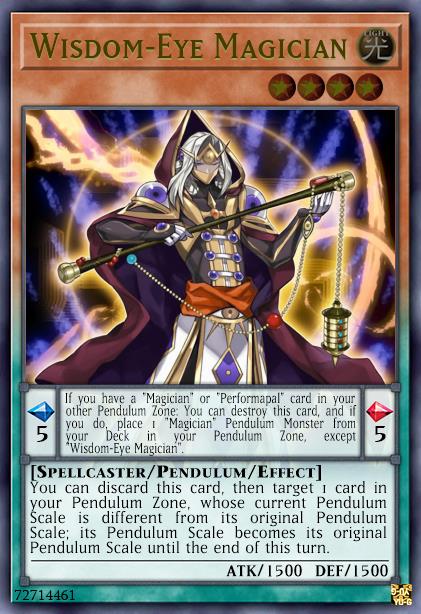 Wisdom-Eye Magician
LIGHT
光
If you have a "Magician" or "Performapal" card in
your other Pendulum Zone: You can destroy this card, and if
you do, place 1 "Magician" Pendulum Monster from
your Deck in your Pendulum Zone, except
"Wisdom-Eye Magician".
5
5
[Spellcaster/Pendulum/Effect]
You can discard this card, then target 1 card in
your Pendulum Zone, whose current Pendulum
Scale is different from its original Pendulum
Scale; its Pendulum Scale becomes its original
Pendulum Scale until the end of this turn.
ATK/1500 DEF/1500
72714461